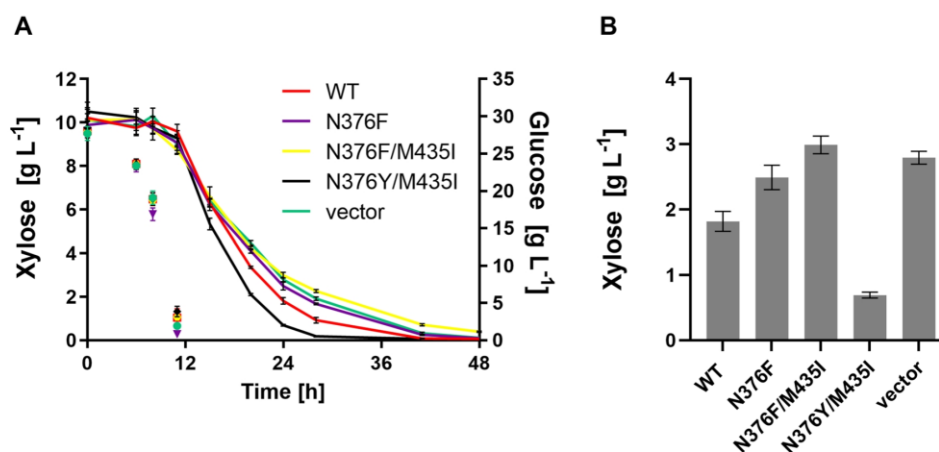 A
B
Xylose [g L⁻¹]
12
10
8
6
4
2
0
0
12
24
36
48
Time [h]
35
30
25
20
15
10
5
0
Glucose [g L⁻¹]
WT
N376F
N376F/M435I
N376Y/M435I
vector
Xylose [g L⁻¹]
4
3
2
1
0
WT
N376F
N376F/M435I
N376Y/M435I
vector